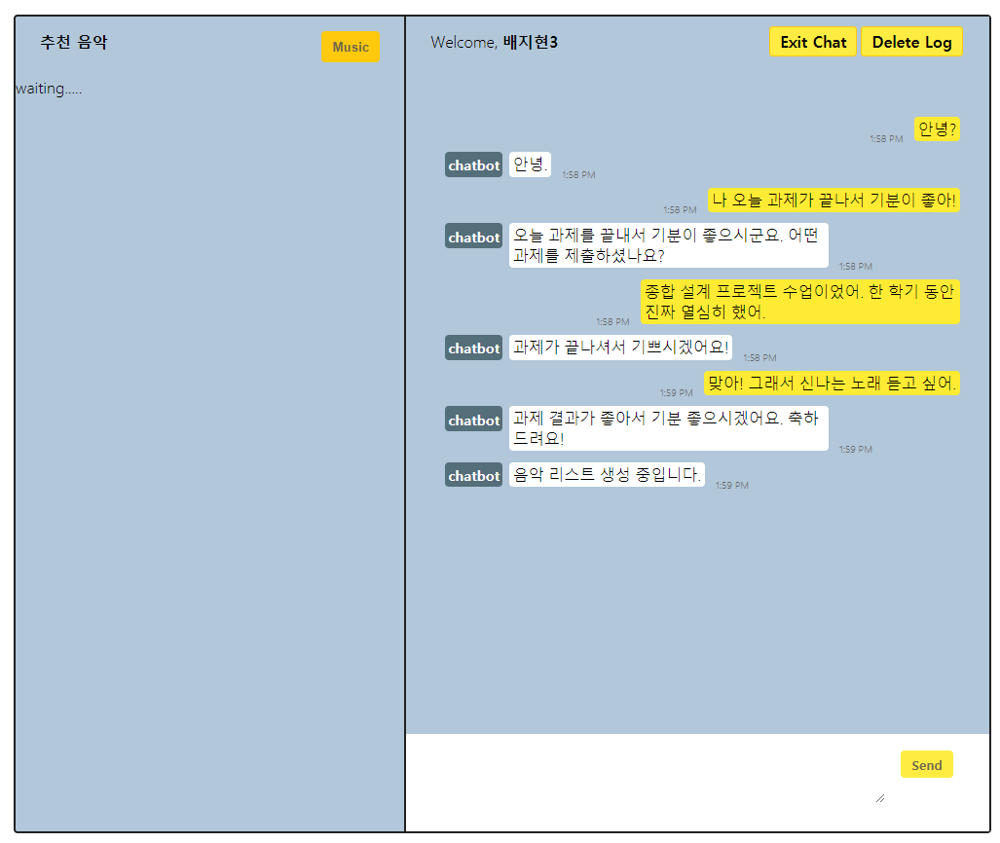 추천 음악
Music
waiting.....
Welcome, 배지현3
Exit Chat
Delete Log
안녕?
1:58 PM
chatbot
안녕.
1:58 PM
나 오늘 과제가 끝나서 기분이 좋아!
1:58 PM
chatbot
오늘 과제를 끝내서 기분이 좋으시군요. 어떤
과제를 제출하셨나요?
1:58 PM
종합 설계 프로젝트 수업이었어. 한 학기 동안
진짜 열심히 했어.
1:58 PM
chatbot
과제가 끝나셔서 기쁘시겠어요!
1:58 PM
맞아! 그래서 신나는 노래 듣고 싶어.
1:59 PM
chatbot
과제 결과가 좋아서 기분 좋으시겠어요. 축하
드려요!
1:59 PM
chatbot
음악 리스트 생성 중입니다.
1:59 PM
Send